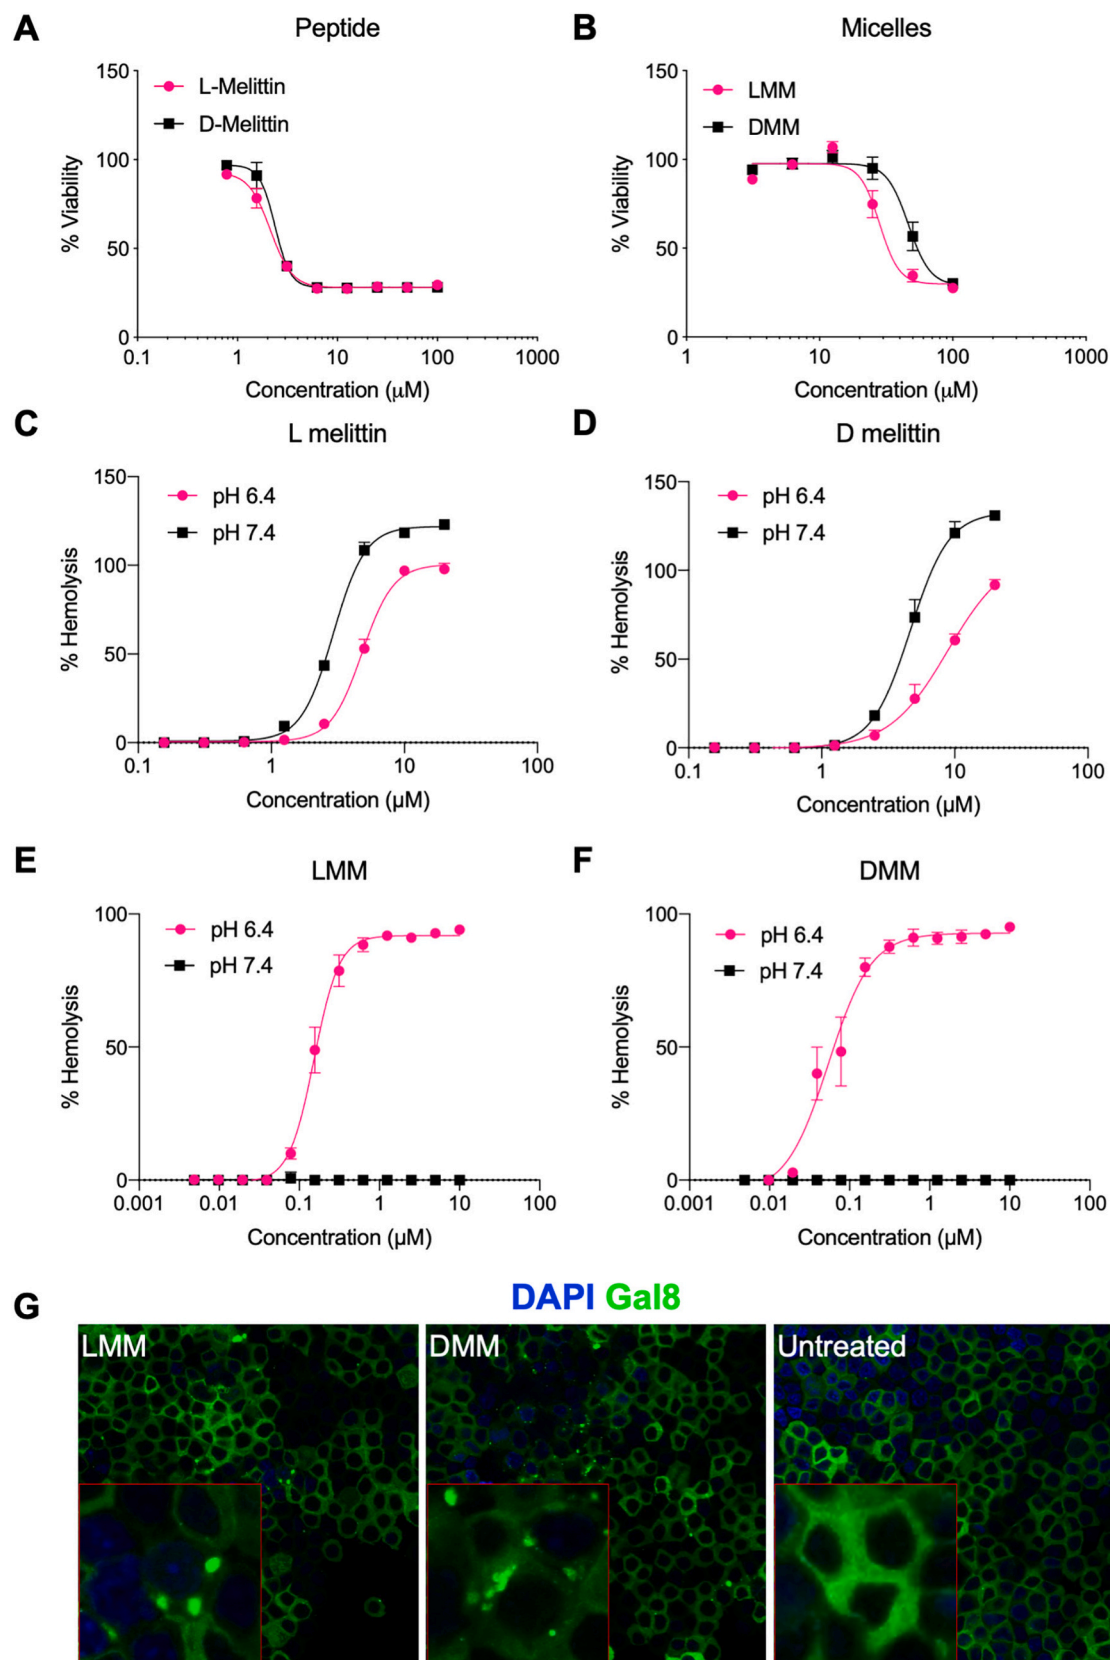 A
Peptide
L-Melittin
D-Melittin
150
100
50
0
% Viability
0.1
1
10
100
1000
Concentration (μM)
B
Micelles
LMM
DMM
150
100
50
0
% Viability
1
10
100
1000
Concentration (μM)
C
L melittin
pH 6.4
pH 7.4
150
100
50
0
% Hemolysis
0.1
1
10
100
Concentration (μM)
D
D melittin
pH 6.4
pH 7.4
150
100
50
0
% Hemolysis
0.1
1
10
100
Concentration (μM)
E
LMM
pH 6.4
pH 7.4
100
50
0
% Hemolysis
0.001
0.01
0.1
1
10
100
Concentration (μM)
F
DMM
pH 6.4
pH 7.4
100
50
0
% Hemolysis
0.001
0.01
0.1
1
10
100
Concentration (μM)
G
DAPI Gal8
LMM
DMM
Untreated